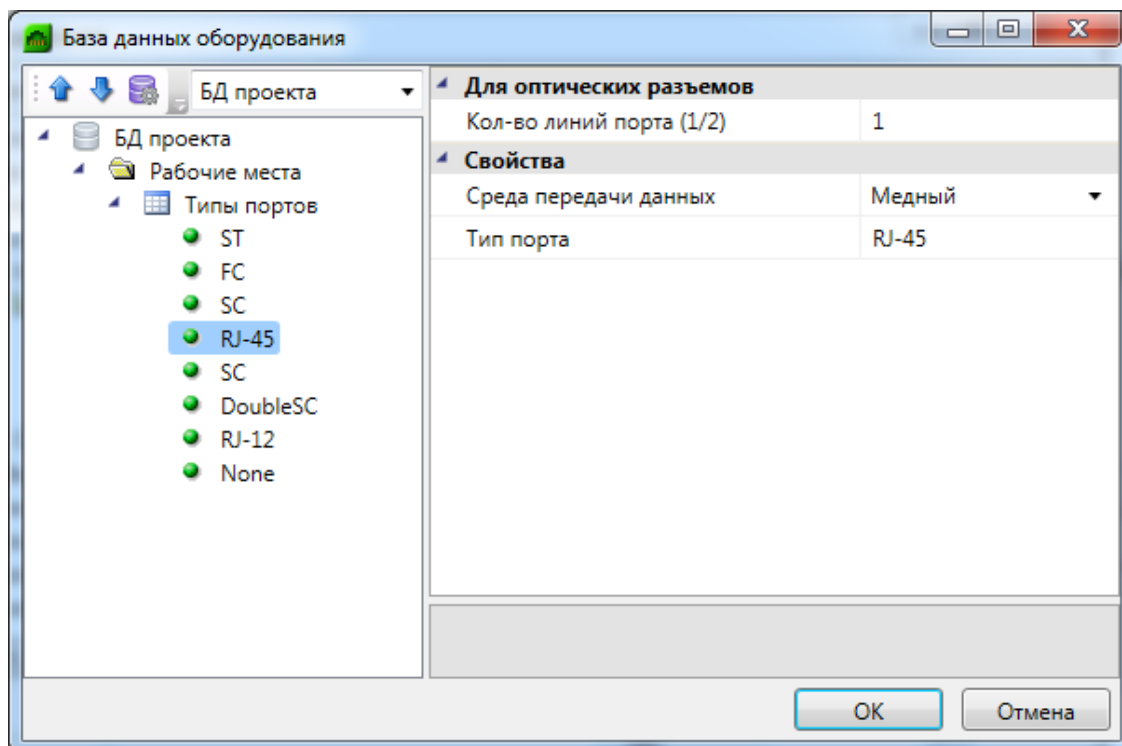 База данных оборудования
БД проекта
БД проекта
Рабочие места
Типы портов
ST
FC
SC
RJ-45
SC
DoubleSC
RJ-12
None
Для оптических разъемов
Кол-во линий порта (1/2) 1
Свойства
Среда передачи данных Медный
Тип порта RJ-45
OK Отмена